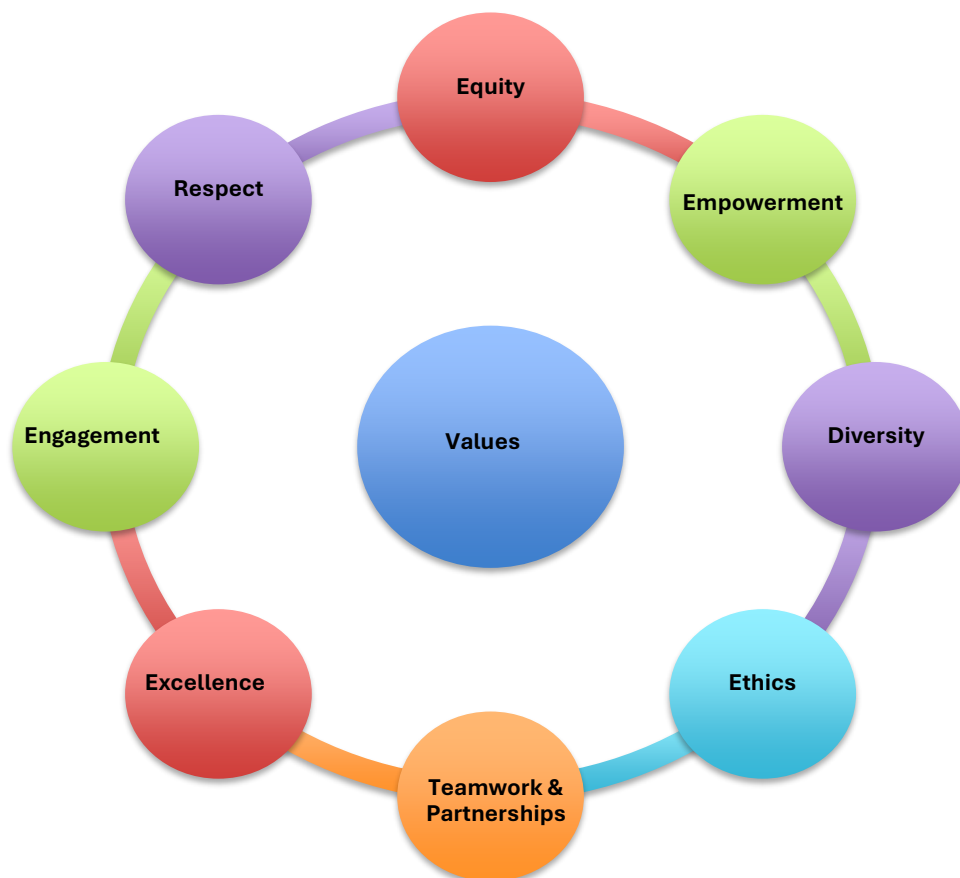 Equity
Respect
Empowerment
Engagement
Values
Diversity
Excellence
Ethics
Teamwork &
Partnerships